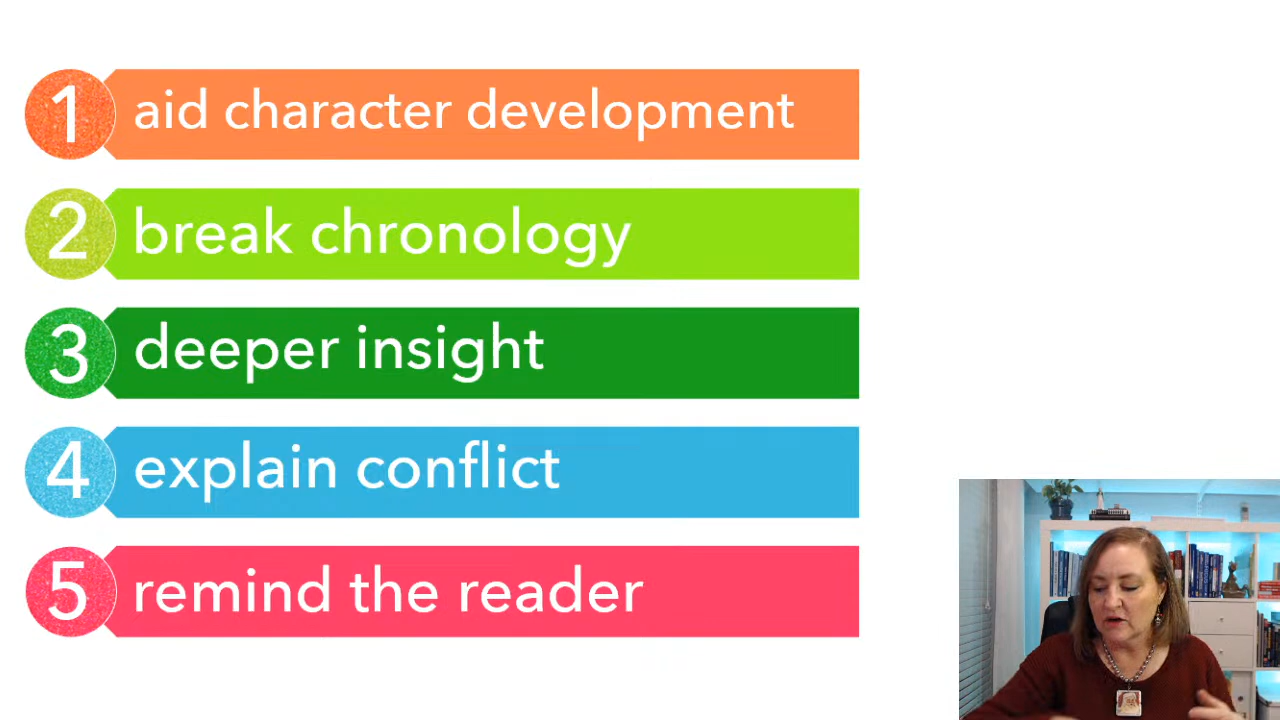 1 aid character development
2 break chronology
3 deeper insight
4 explain conflict
5 remind the reader